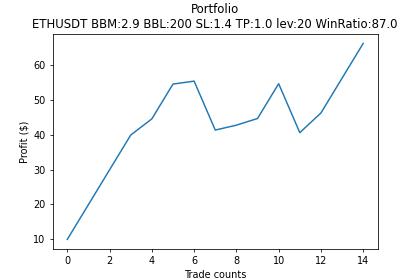 Portfolio
ETHUSDT BBM:2.9 BBL:200 SL:1.4 TP:1.0 lev:20 WinRatio:87.0
Profit ($)
60
50
40
30
20
10
0 2 4 6 8 10 12 14
Trade counts